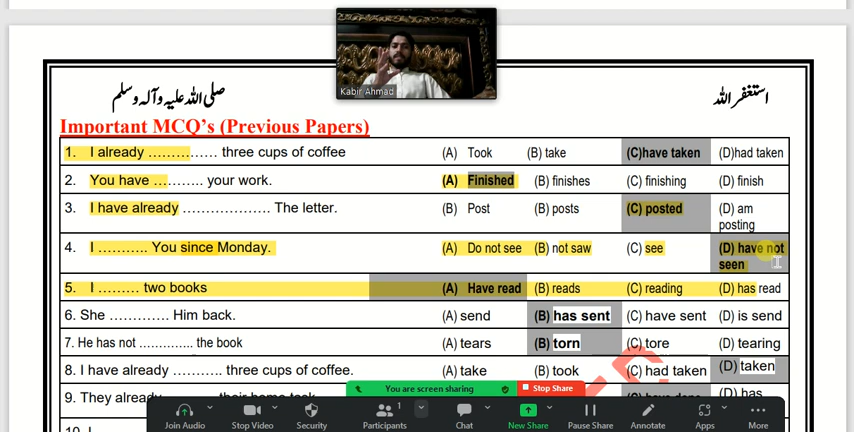 Kabir Ahmad
صلی اللہ علیہ وآلہ وسلم
استغفر اللہ
Important MCQ's (Previous Papers)
1. I already ……………. three cups of coffee (A) Took (B) take (C)have taken (D)had taken
2. You have ……….. your work. (A) Finished (B) finishes (C) finishing (D) finish
3. I have already ………………. The letter. (B) Post (B) posts (C) posted (D) am posting
4. I ……….. You since Monday. (A) Do not see (B) not saw (C) see (D) have not seen
5. I ……… two books (A) Have read (B) reads (C) reading (D) has read
6. She …………. Him back. (A) send (B) has sent (C) have sent (D) is send
7. He has not ………….. the book (A) tears (B) torn (C) tore (D) tearing
8. I have already ……….. three cups of coffee. (A) take (B) took (C) had taken (D) taken
9. They already (D) has
You are screen sharing Stop Share
Join Audio Stop Video Security Participants 1 Chat New Share Pause Share Annotate Apps More